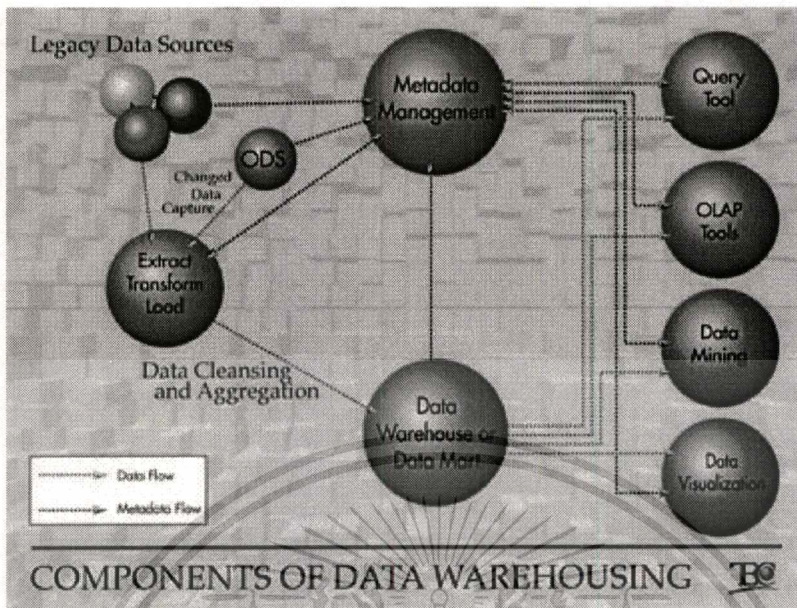 Legacy Data Sources
Metadata
Management
Query
Tool
ODS
Changed
Data
Capture
OLAP
Tools
Extract
Transform
Load
Data
Mining
Data Cleansing
and Aggregation
Data
Warehouse or
Data Mart
Data
Visualization
Data Flow
Metadata Flow
COMPONENTS OF DATA WAREHOUSING